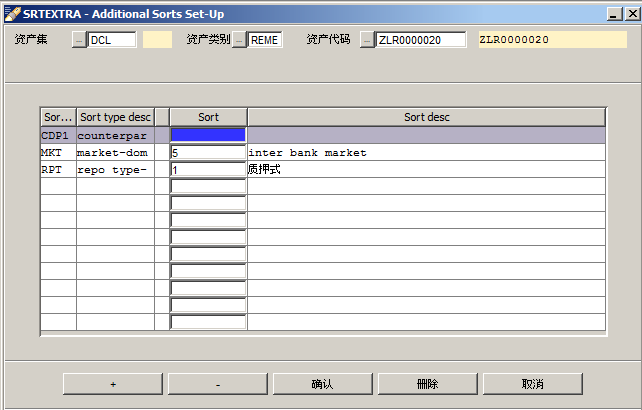 SRTEXTRA - Additional Sorts Set-Up
资产集 ... DCL 资产类别 ... REME 资产代码 ... ZLR0000020 ZLR0000020
Sor... Sort type desc Sort Sort desc
CDP1 counterpar
MKT market-dom 5 inter bank market
RPT repo type- 1 质押式
+ - 确认 删除 取消